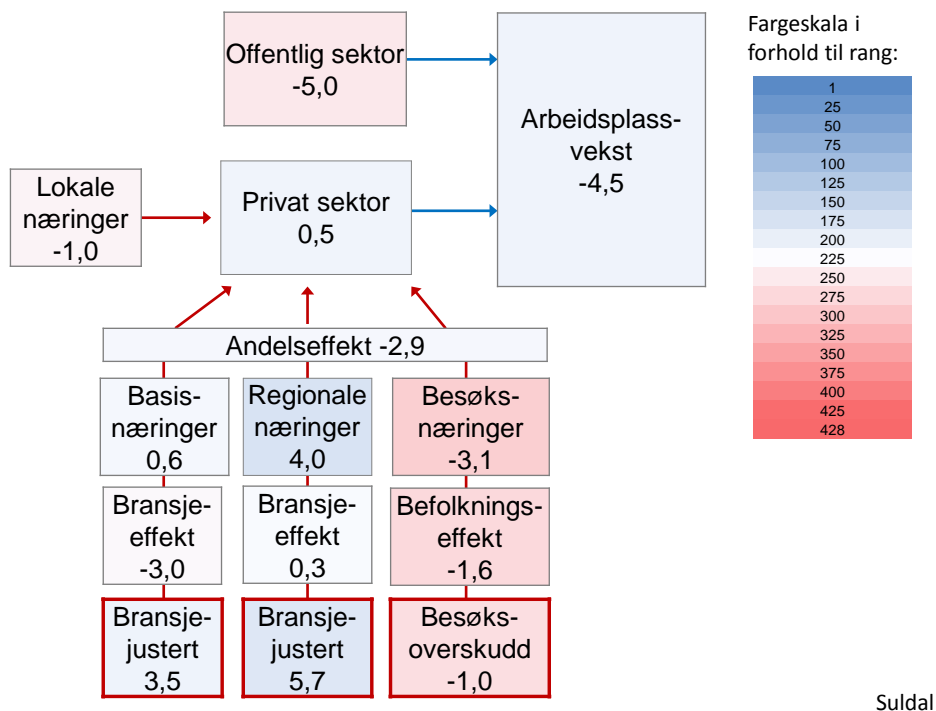 Offentlig sektor
-5,0
Arbeidsplass-
vekst
-4,5
Lokale
næringer
-1,0
Privat sektor
0,5
Andelseffekt -2,9
Basis-
næringer
0,6
Regionale
næringer
4,0
Besøks-
næringer
-3,1
Bransje-
effekt
-3,0
Bransje-
effekt
0,3
Befolknings-
effekt
-1,6
Bransje-
justert
3,5
Bransje-
justert
5,7
Besøks-
overskudd
-1,0
Fargeskala i
forhold til rang:
1
25
50
75
100
125
150
175
200
225
250
275
300
325
350
375
400
425
428
Suldal